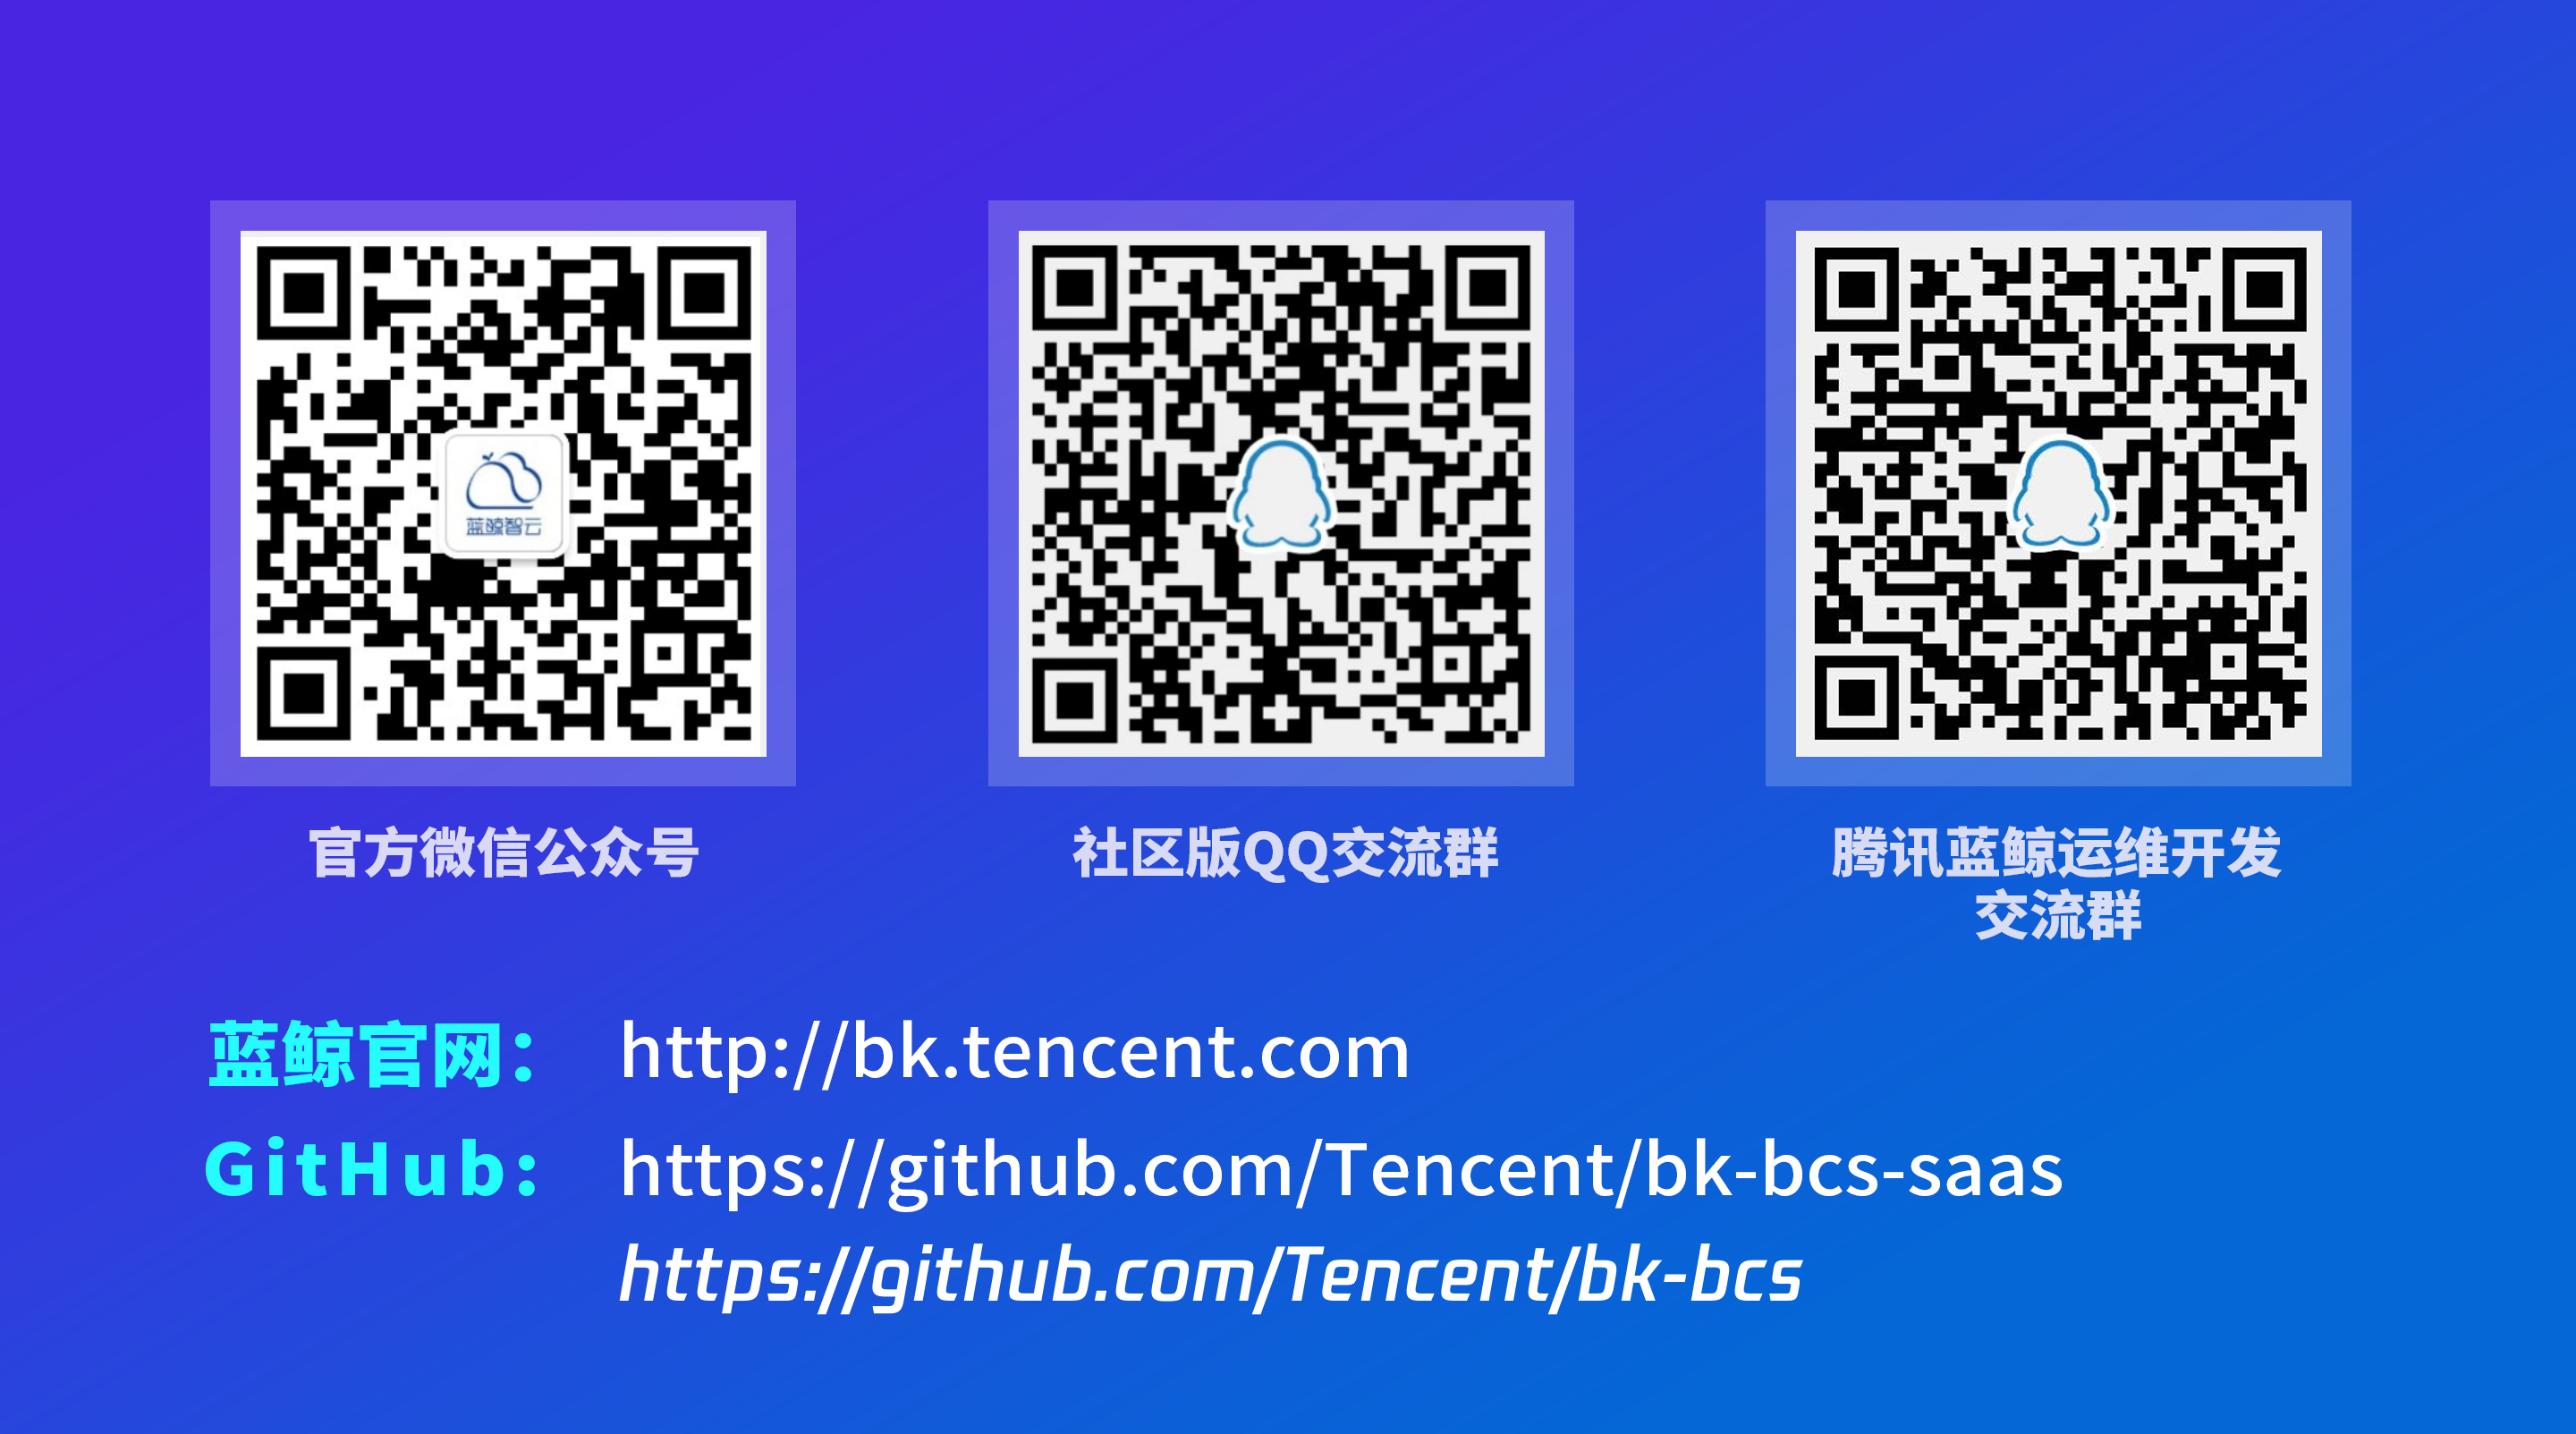 蓝鲸智云
官方微信公众号
社区版QQ交流群
腾讯蓝鲸运维开发
交流群
蓝鲸官网： http://bk.tencent.com
GitHub： https://github.com/Tencent/bk-bcs-saas
https://github.com/Tencent/bk-bcs